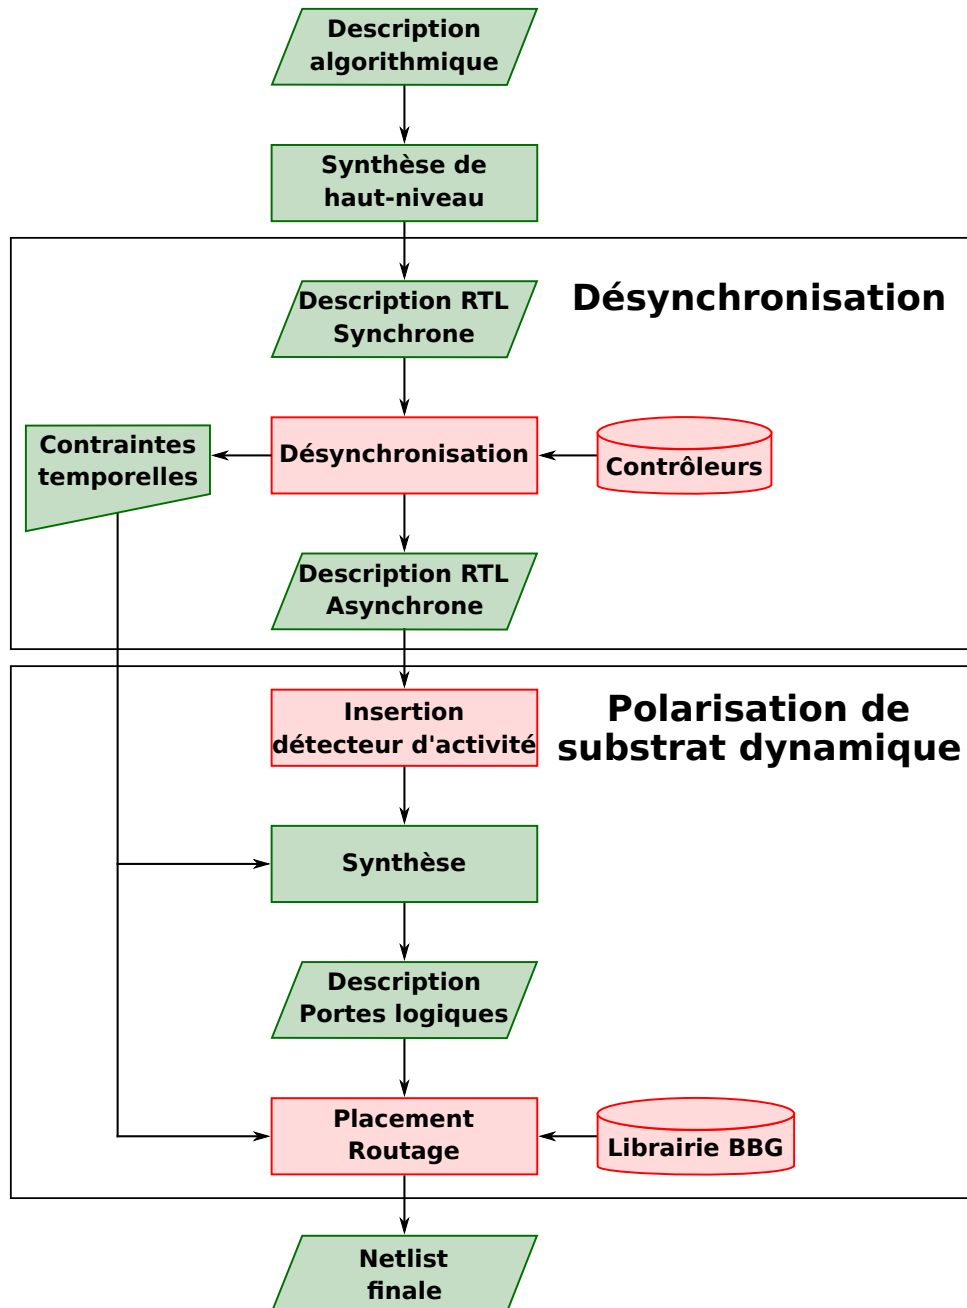 Description
algorithmique
Synthèse de
haut-niveau
Désynchronisation
Description RTL
Synchrone
Contraintes
temporelles
Désynchronisation
Contrôleurs
Description RTL
Asynchrone
Polarisation de
substrat dynamique
Insertion
détecteur d'activité
Synthèse
Description
Portes logiques
Placement
Routage
Librairie BBG
Netlist
finale